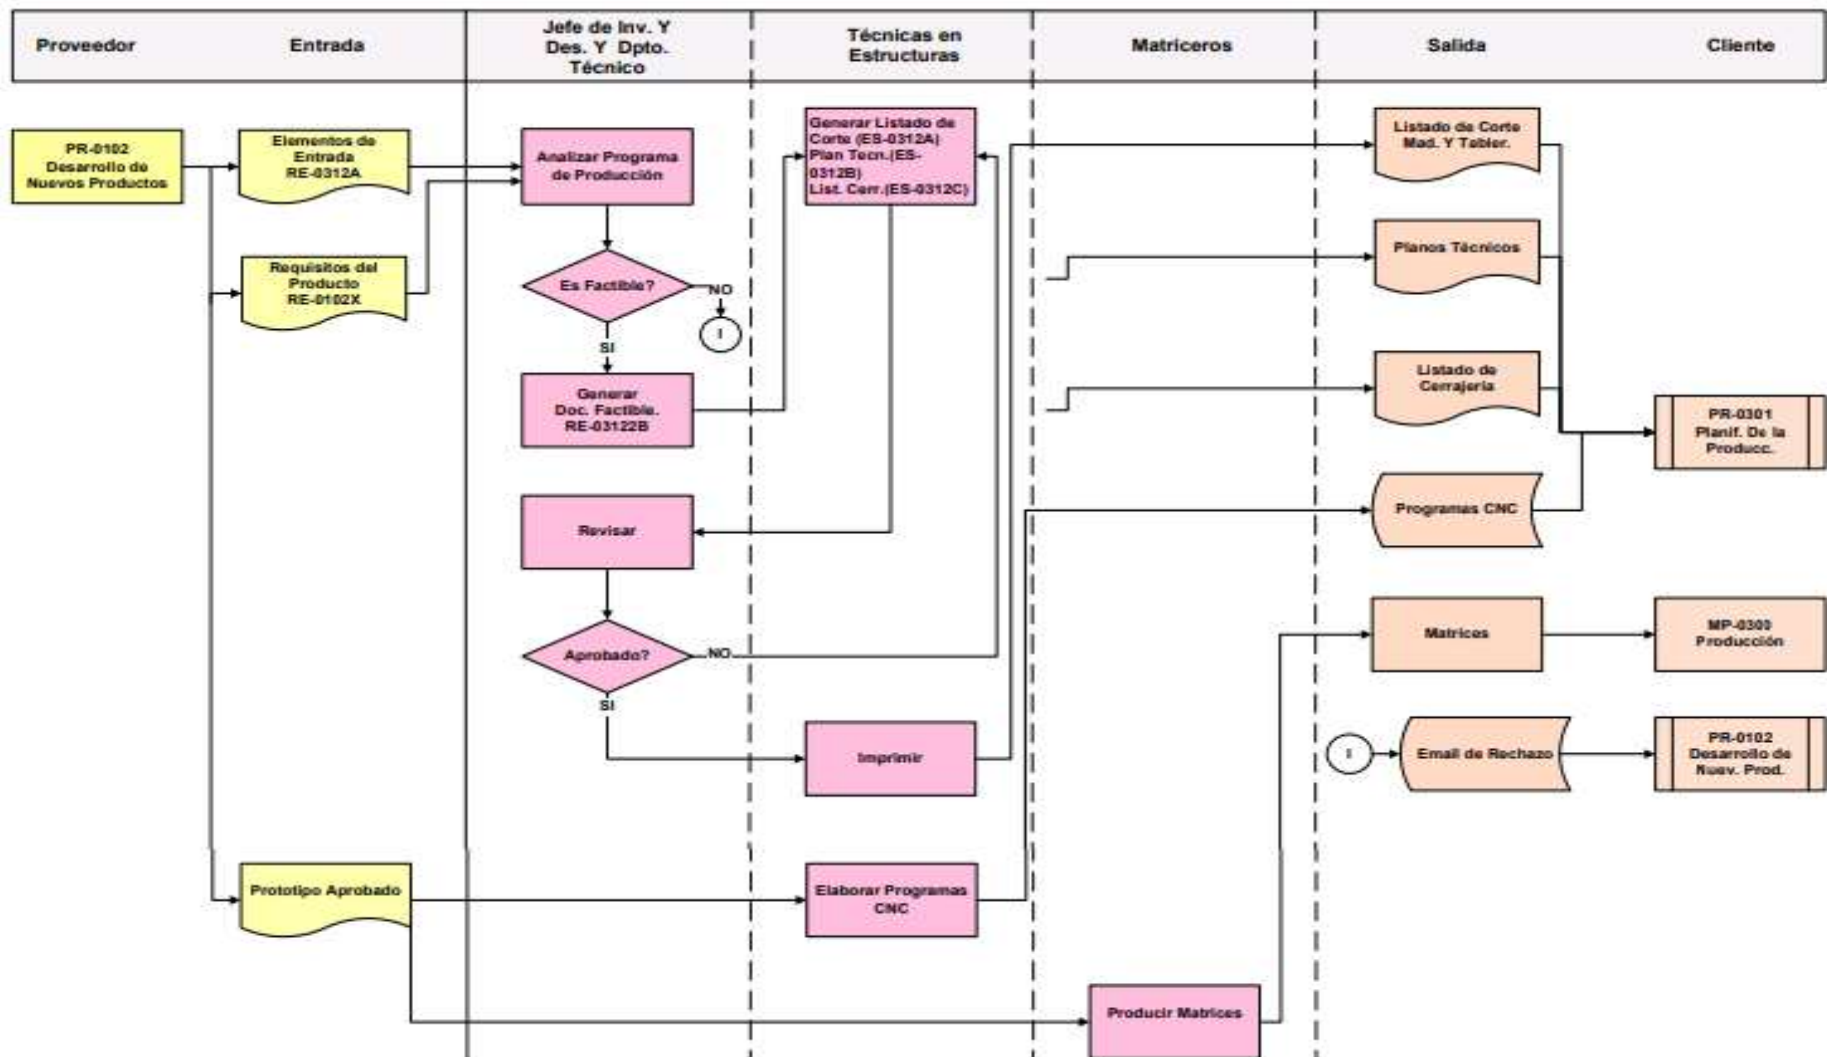 Proveedor
Entrada
Jefe de Inv. Y
Des. Y Dpto.
Técnico
Técnicas en
Estructuras
Matriceros
Salida
Cliente
PR-0102
Desarrollo de
Nuevos Productos
Elementos de
Entrada
RE-0312A
Requisitos del
Producto
RE-0102X
Analizar Programa
de Producción
Es Factible?
NO
I
SI
Generar
Doc. Factible.
RE-03122B
Generar Listado de
Corte (ES-0312A)
Plan Tecn.(ES-
0312B)
List. Cerr.(ES-0312C)
Revisar
Aprobado?
NO
SI
Imprimir
Prototipo Aprobado
Elaborar Programas
CNC
Producir Matrices
Listado de Corte
Mad. Y Tabler.
Planos Técnicos
Listado de
Cerrajería
PR-0301
Planif. De la
Producc.
Programas CNC
Matrices
MP-0300
Producción
I
Email de Rechazo
PR-0102
Desarrollo de
Nuev. Prod.